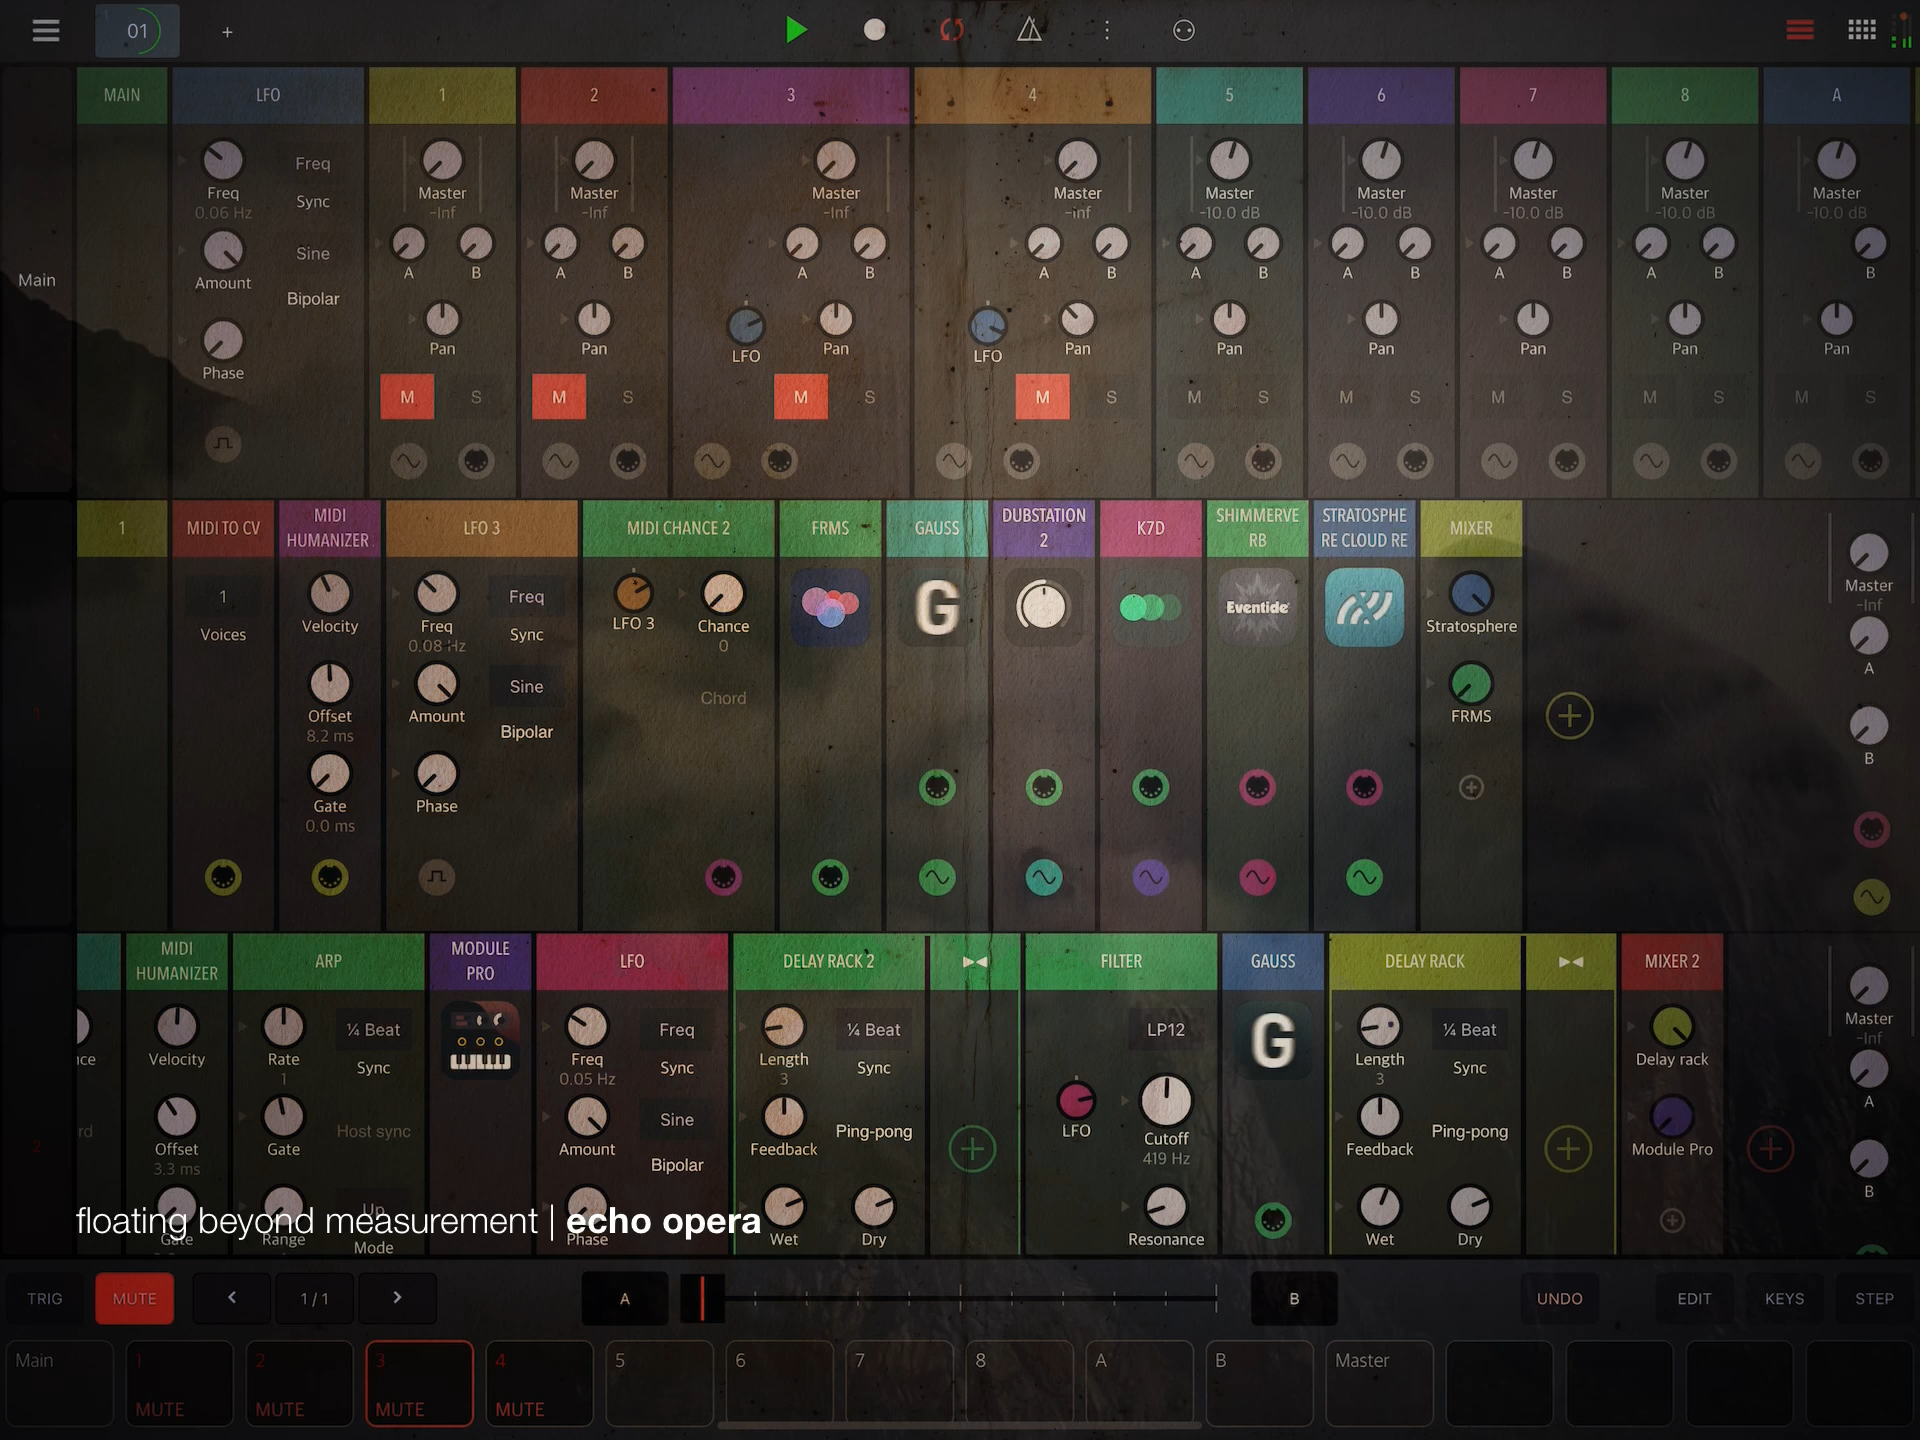 01 +
MAIN LFO 1 2 3 4 5 6 7 8 A
Freq Freq Master Master Master Master Master Master Master Master Master
0.06 Hz Sync -Inf -Inf -Inf -Inf -10.0 dB -10.0 dB -10.0 dB -10.0 dB -10.0 dB
Main Amount Sine A B A B A B A B A B A B A B A B B
Bipolar
Phase Pan Pan LFO Pan LFO Pan Pan Pan Pan Pan Pan
M S M S M S M S M S M S M S M S M S
1 MIDI TO CV MIDI HUMANIZER LFO 3 MIDI CHANCE 2 FRMS GAUSS DUBSTATION 2 K7D SHIMMERVE RB STRATOSPHE RE CLOUD RE MIXER
1 Voices Velocity Freq 0.08 Hz Freq Sync LFO 3 Chance 0 G Eventide Stratosphere Master -Inf
1 Offset 8.2 ms Amount Sine Bipolar Chord FRMS A
Gate 0.0 ms Phase B
MIDI HUMANIZER ARP MODULE PRO LFO DELAY RACK 2 FILTER GAUSS DELAY RACK MIXER 2
ce Velocity Rate 1 ¼ Beat Sync Freq 0.05 Hz Freq Sync Length 3 ¼ Beat Sync LP12 G Length 3 ¼ Beat Sync Delay rack Master -Inf
2 rd Offset 3.3 ms Gate Host sync Amount Sine Bipolar Feedback Ping-pong LFO Cutoff 419 Hz Feedback Ping-pong Module Pro A
Gate Range Up Mode Phase Wet Dry Resonance Wet Dry B
floating beyond measurement | echo opera
TRIG MUTE < 1 / 1 > A B UNDO EDIT KEYS STEP
Main 1 2 3 4 5 6 7 8 A B Master
MUTE MUTE MUTE MUTE